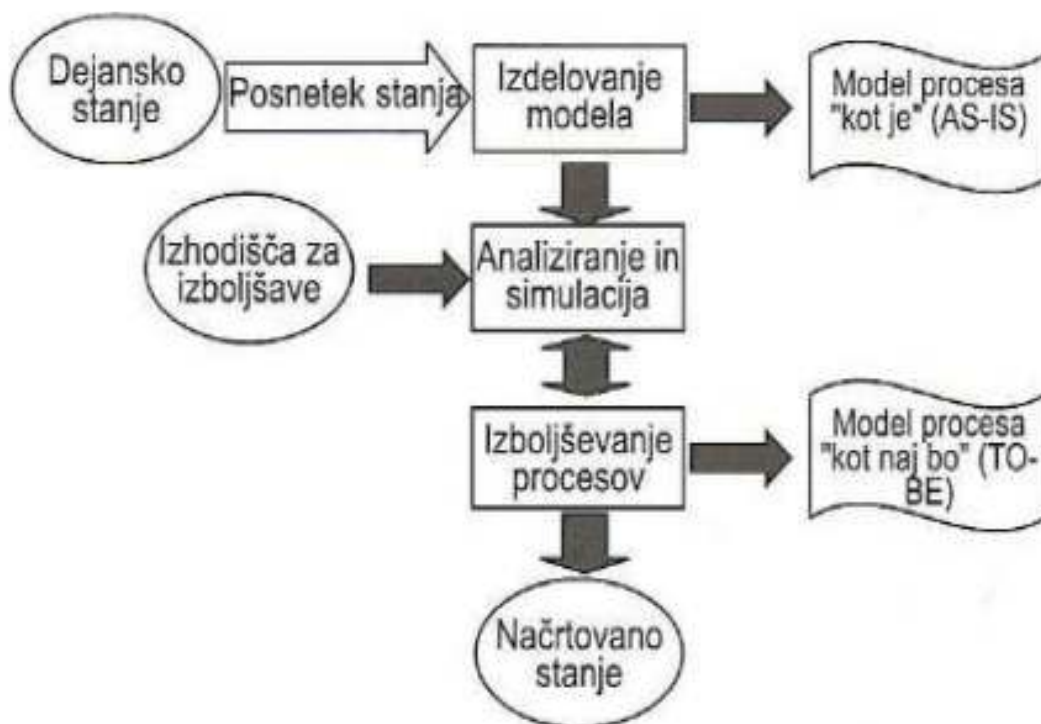 Dejansko
stanje
Posnetek stanja
Izdelovanje
modela
Model procesa
"kot je" (AS-IS)
Izhodišča za
izboljšave
Analiziranje in
simulacija
Izboljševanje
procesov
Model procesa
"kot naj bo" (TO-
BE)
Načrtovano
stanje